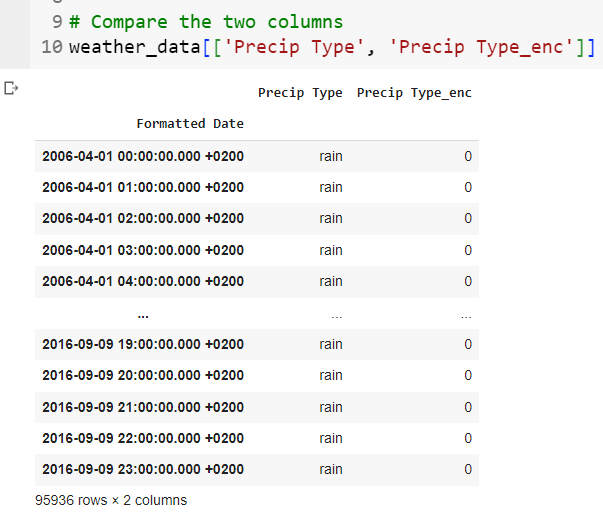 9 # Compare the two columns
10 weather_data[['Precip Type', 'Precip Type_enc']]
Precip Type Precip Type_enc
Formatted Date
2006-04-01 00:00:00.000 +0200 rain 0
2006-04-01 01:00:00.000 +0200 rain 0
2006-04-01 02:00:00.000 +0200 rain 0
2006-04-01 03:00:00.000 +0200 rain 0
2006-04-01 04:00:00.000 +0200 rain 0
... ... ...
2016-09-09 19:00:00.000 +0200 rain 0
2016-09-09 20:00:00.000 +0200 rain 0
2016-09-09 21:00:00.000 +0200 rain 0
2016-09-09 22:00:00.000 +0200 rain 0
2016-09-09 23:00:00.000 +0200 rain 0
95936 rows × 2 columns